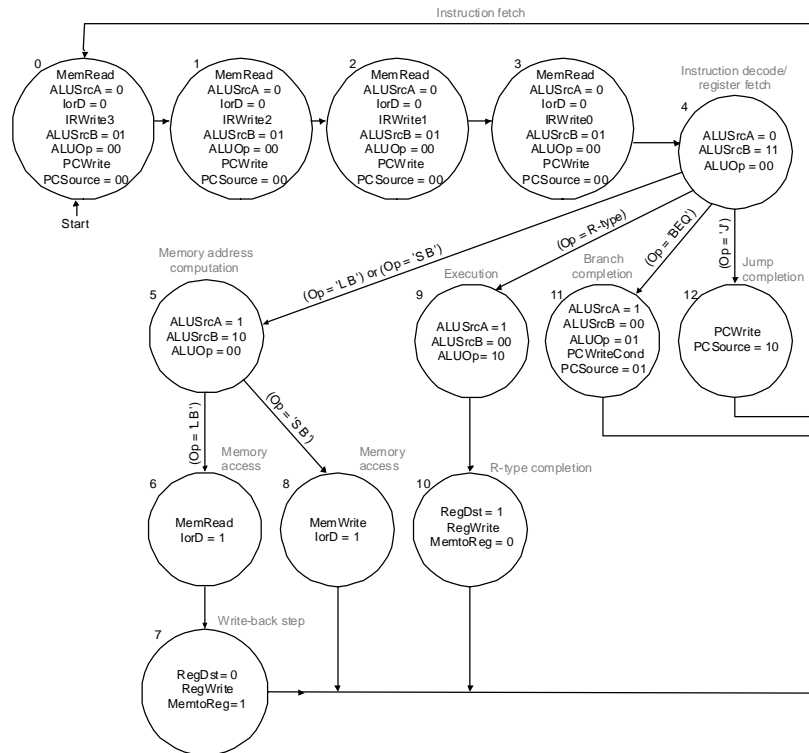 Instruction fetch
0
MemRead
ALUSrcA = 0
IorD = 0
IRWrite3
ALUSrcB = 01
ALUOp = 00
PCWrite
PCSource = 00
Start
1
MemRead
ALUSrcA = 0
IorD = 0
IRWrite2
ALUSrcB = 01
ALUOp = 00
PCWrite
PCSource = 00
2
MemRead
ALUSrcA = 0
IorD = 0
IRWrite1
ALUSrcB = 01
ALUOp = 00
PCWrite
PCSource = 00
3
MemRead
ALUSrcA = 0
IorD = 0
IRWrite0
ALUSrcB = 01
ALUOp = 00
PCWrite
PCSource = 00
Instruction decode/
register fetch
4
ALUSrcA = 0
ALUSrcB = 11
ALUOp = 00
(Op = 'LB') or (Op = 'SB')
(Op = R-type)
(Op = 'BEQ')
(Op = 'J')
Memory address
computation
5
ALUSrcA = 1
ALUSrcB = 10
ALUOp = 00
Execution
9
ALUSrcA = 1
ALUSrcB = 00
ALUOp= 10
Branch
completion
11
ALUSrcA = 1
ALUSrcB = 00
ALUOp = 01
PCWriteCond
PCSource = 01
Jump
completion
12
PCWrite
PCSource = 10
(Op = 'LB')
(Op = 'SB')
Memory
access
6
MemRead
IorD = 1
Memory
access
8
MemWrite
IorD = 1
R-type completion
10
RegDst = 1
RegWrite
MemtoReg = 0
Write-back step
7
RegDst= 0
RegWrite
MemtoReg=1